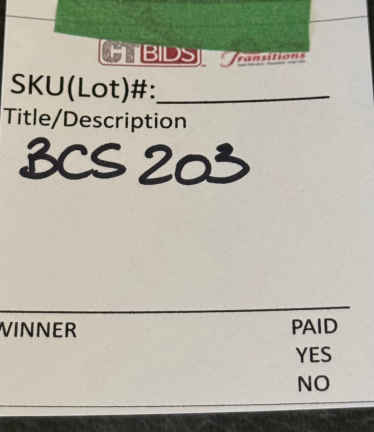 CTBIDS Transitions
SKU(Lot)#:
Title/Description
BCS 203
WINNER PAID
YES
NO